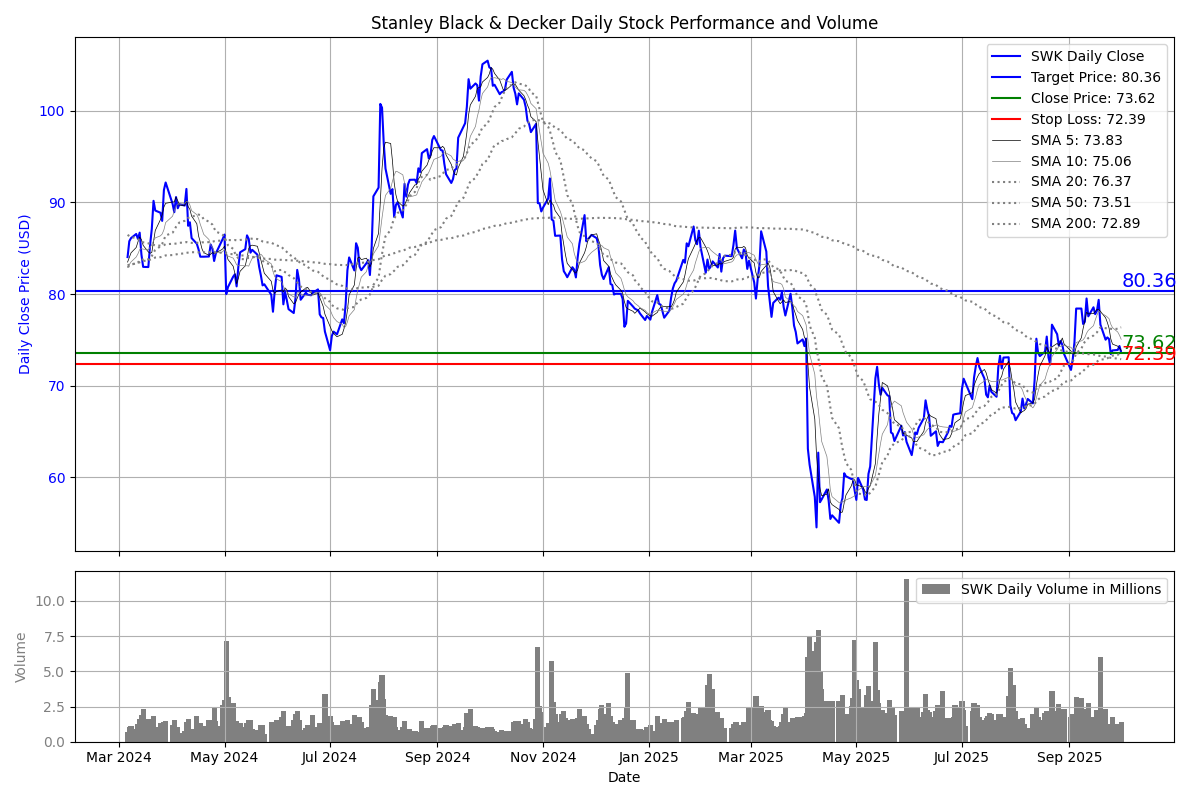 Stanley Black & Decker Daily Stock Performance and Volume
SWK Daily Close
Target Price: 80.36
Close Price: 73.62
Stop Loss: 72.39
SMA 5: 73.83
SMA 10: 75.06
SMA 20: 76.37
SMA 50: 73.51
SMA 200: 72.89
Daily Close Price (USD)
100
90
80
70
60
80.36
73.62
72.39
SWK Daily Volume in Millions
Volume
10.0
7.5
5.0
2.5
0.0
Mar 2024 May 2024 Jul 2024 Sep 2024 Nov 2024 Jan 2025 Mar 2025 May 2025 Jul 2025 Sep 2025
Date